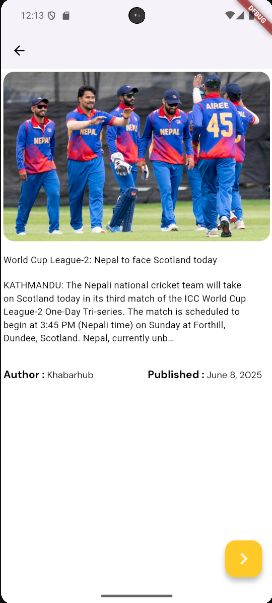 12:13
DEBUG
NEPAL
NEPAL
NEPAL
NEPAL
AIREE
45
World Cup League-2: Nepal to face Scotland today
KATHMANDU: The Nepali national cricket team will take
on Scotland today in its third match of the ICC World Cup
League-2 One-Day Tri-series. The match is scheduled to
begin at 3:45 PM (Nepali time) on Sunday at Forthill,
Dundee, Scotland. Nepal, currently unb...
Author : Khabarhub
Published : June 8, 2025